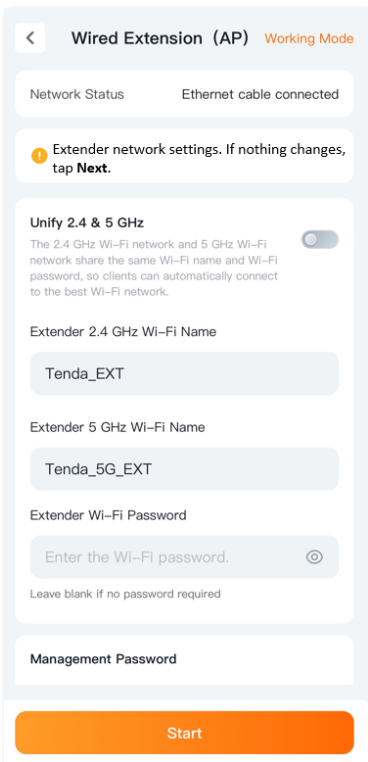 Wired Extension（AP） Working Mode
Network Status Ethernet cable connected
Extender network settings. If nothing changes,
tap Next.
Unify 2.4 & 5 GHz
The 2.4 GHz Wi-Fi network and 5 GHz Wi-Fi
network share the same Wi-Fi name and Wi-Fi
password, so clients can automatically connect
to the best Wi-Fi network.
Extender 2.4 GHz Wi-Fi Name
Tenda_EXT
Extender 5 GHz Wi-Fi Name
Tenda_5G_EXT
Extender Wi-Fi Password
Enter the Wi-Fi password.
Leave blank if no password required
Management Password
Start